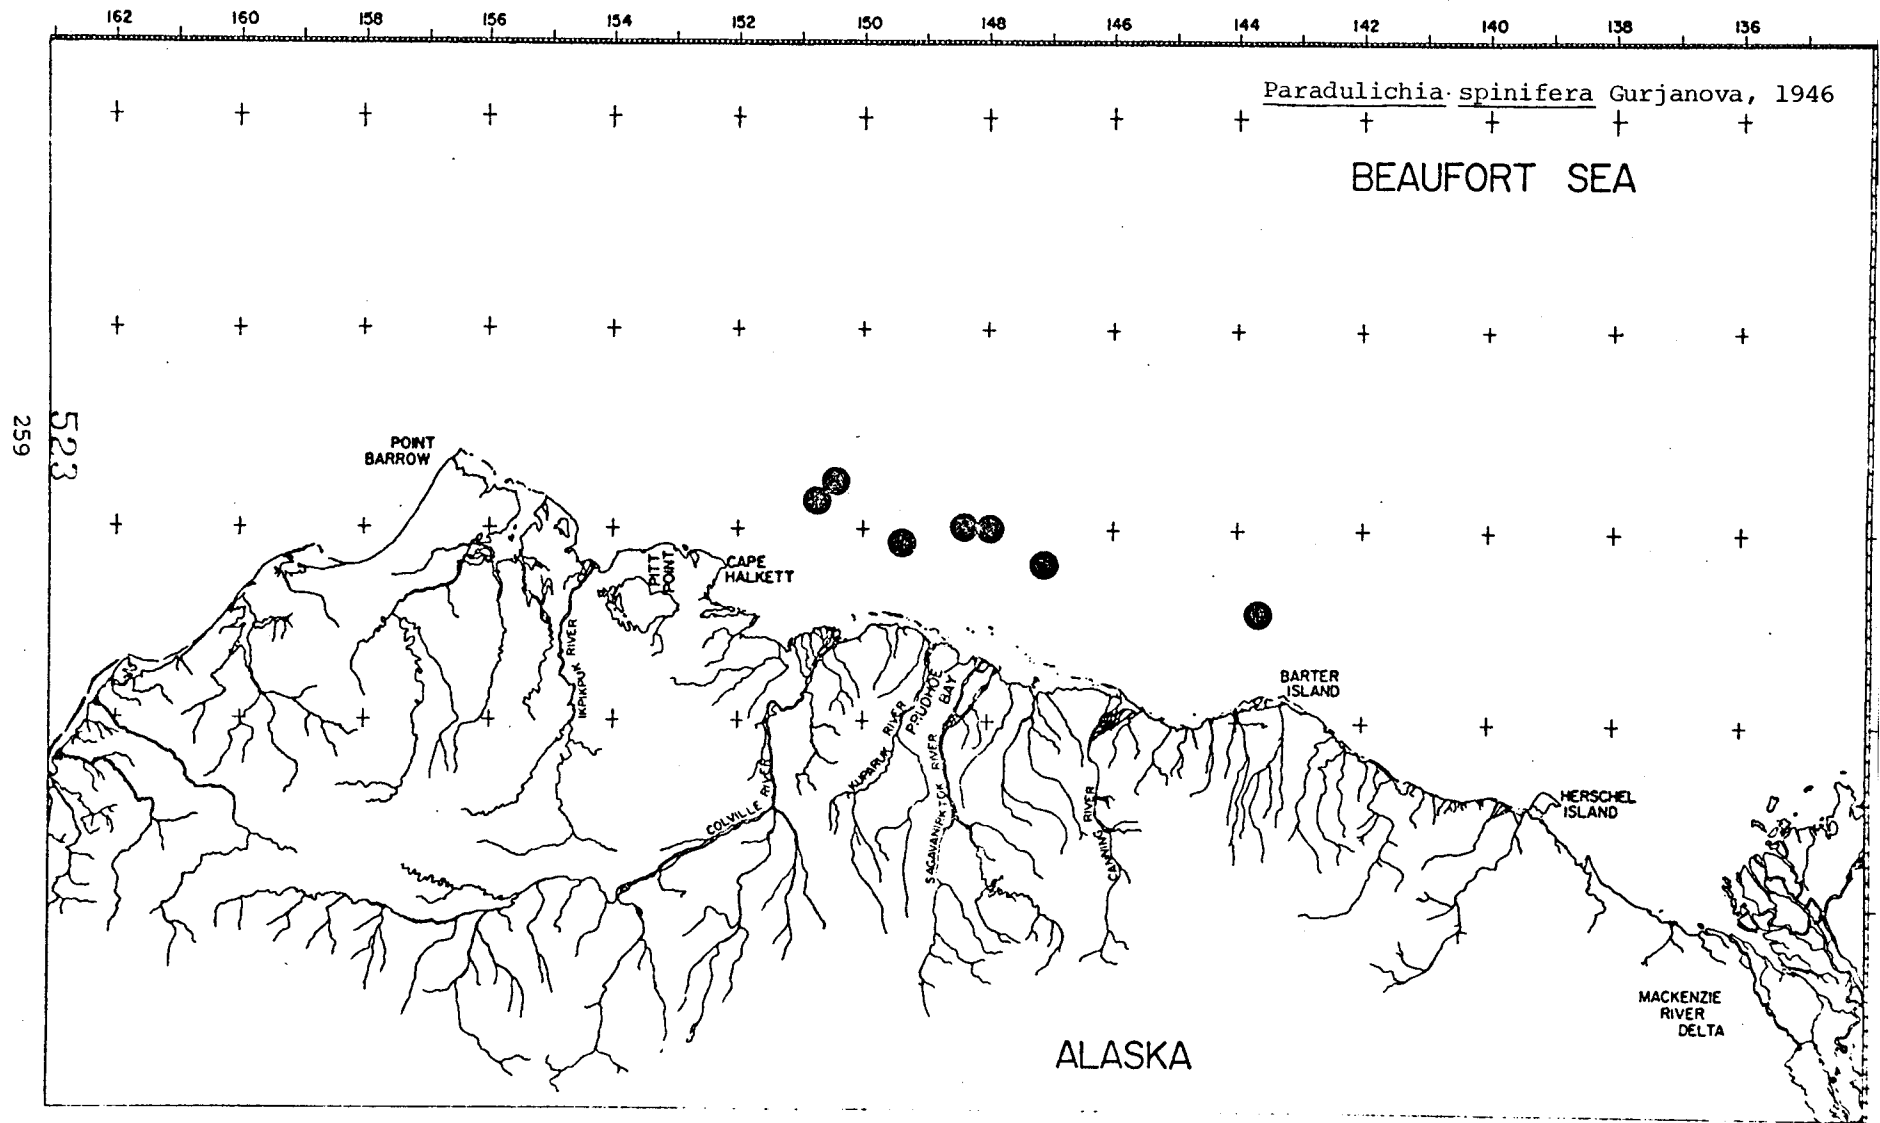 162 160 158 156 154 152 150 148 146 144 142 140 138 136
Paradulichia spinifera Gurjanova, 1946
BEAUFORT SEA
259
523
POINT
BARROW
PITT
POINT
CAPE
HALKETT
IKPIKPUK RIVER
COLVILLE RIVER
KUPARUK RIVER
PRUDHOE
BAY
SAGAVANIRKTOK RIVER
CANNING RIVER
BARTER
ISLAND
HERSCHEL
ISLAND
MACKENZIE
RIVER
DELTA
ALASKA